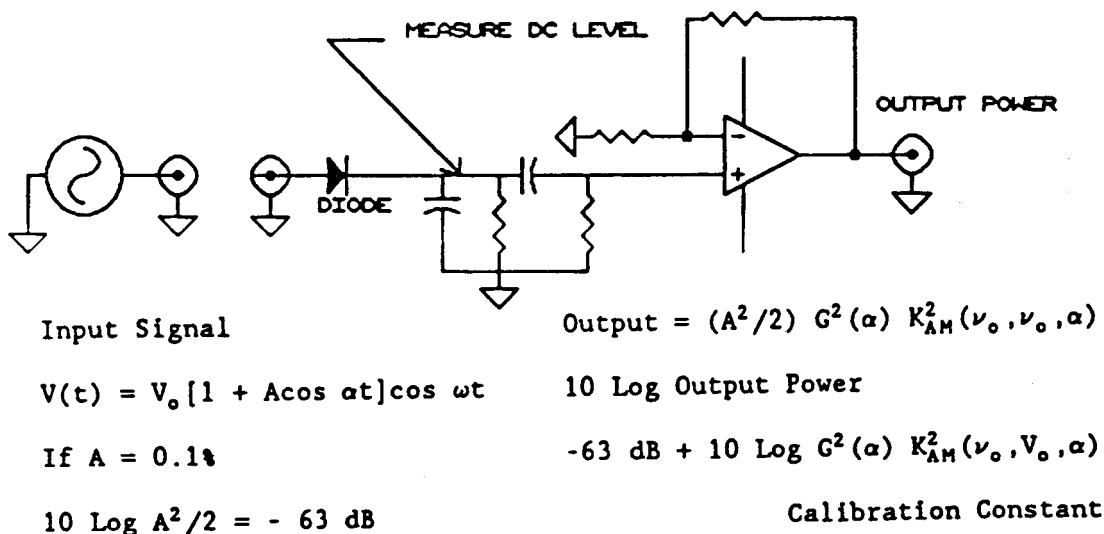 MEASURE DC LEVEL
OUTPUT POWER
DIODE
-
+
Input Signal
V(t) = Vₒ[1 + Acos αt]cos ωt
If A = 0.1%
10 Log A²/2 = - 63 dB
Output = (A²/2) G²(α) K²_AM(νₒ,νₒ,α)
10 Log Output Power
-63 dB + 10 Log G²(α) K²_AM(νₒ,Vₒ,α)
Calibration Constant